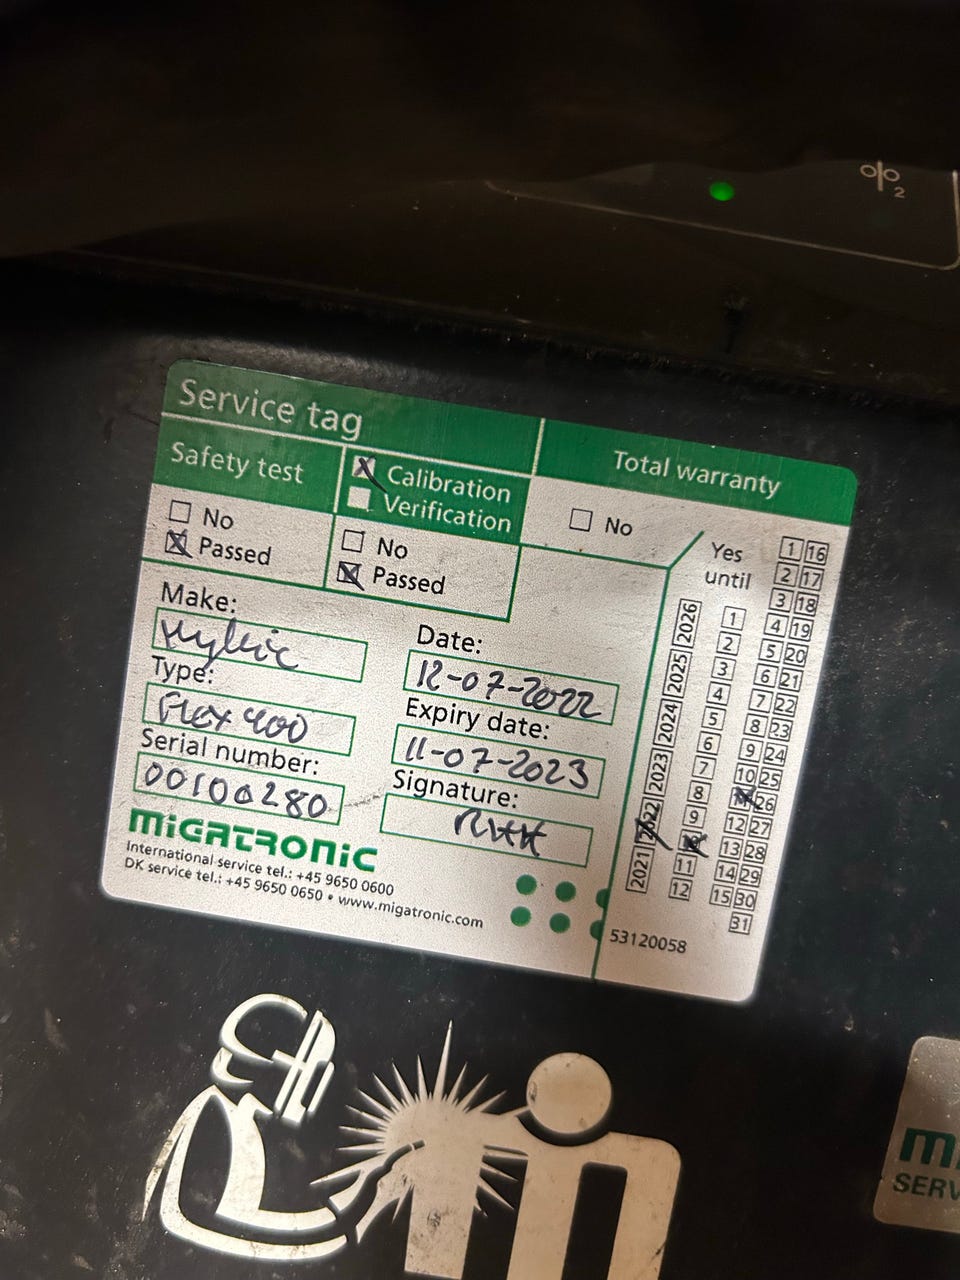 Service tag
Safety test
Calibration
Verification
Total warranty
No
Passed
No
Passed
No
Yes
until
Make:
Type:
Flex 400
Serial number:
00100280
Date:
12-07-2022
Expiry date:
11-07-2023
Signature:
MIGATRONIC
International service tel.: +45 9650 0600
DK service tel.: +45 9650 0650 • www.migatronic.com
2021 2022 2023 2024 2025 2026
1 2 3 4 5 6 7 8 9 10 11 12
1 16
2 17
3 18
4 19
5 20
6 21
7 22
8 23
9 24
10 25
11 26
12 27
13 28
14 29
15 30
31
53120058
SERV